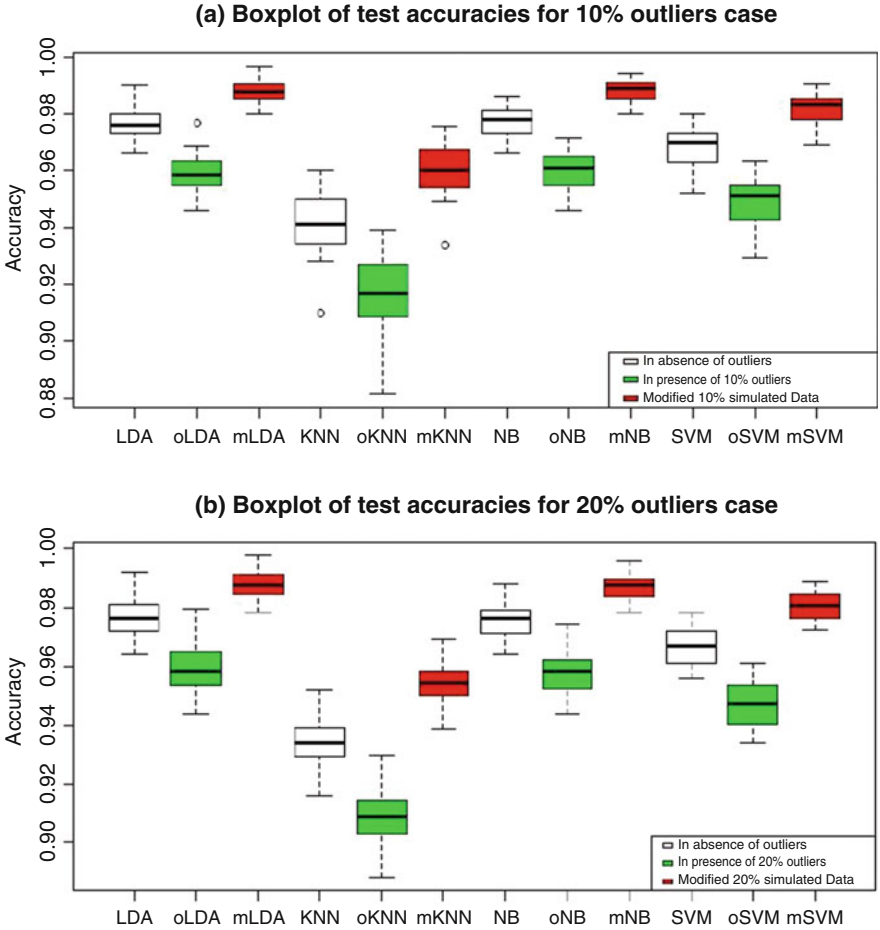 (a) Boxplot of test accuracies for 10% outliers case
Accuracy
1.00
0.98
0.96
0.94
0.92
0.90
0.88
In absence of outliers
In presence of 10% outliers
Modified 10% simulated Data
LDA oLDA mLDA KNN oKNN mKNN NB oNB mNB SVM oSVM mSVM
(b) Boxplot of test accuracies for 20% outliers case
Accuracy
1.00
0.98
0.96
0.94
0.92
0.90
In absence of outliers
In presence of 20% outliers
Modified 20% simulated Data
LDA oLDA mLDA KNN oKNN mKNN NB oNB mNB SVM oSVM mSVM